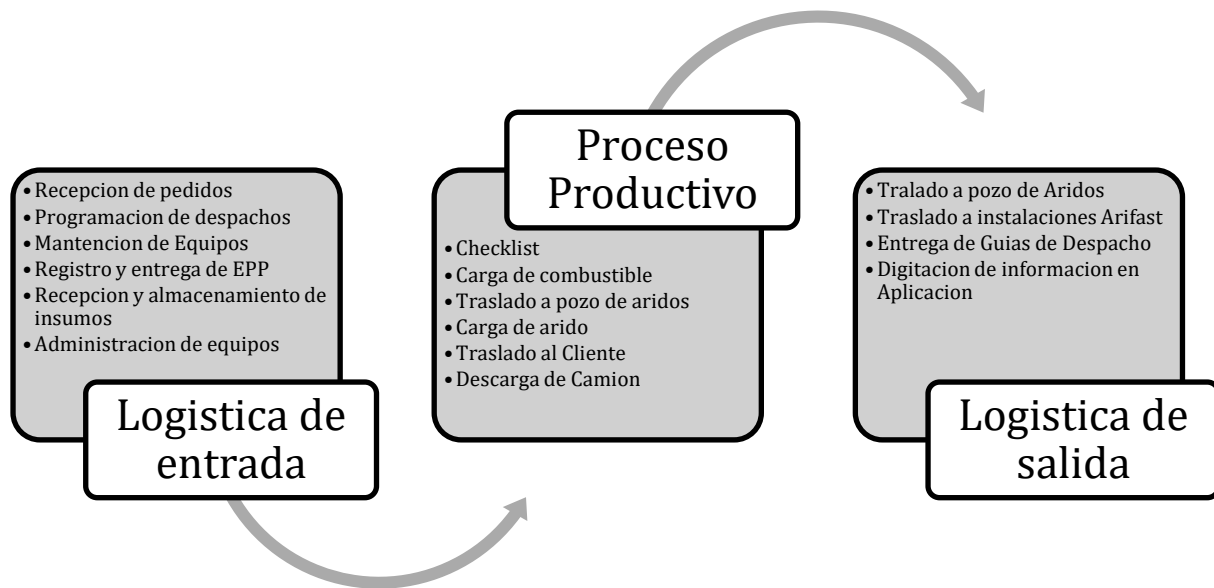 • Recepcion de pedidos
• Programacion de despachos
• Mantencion de Equipos
• Registro y entrega de EPP
• Recepcion y almacenamiento de
insumos
• Administracion de equipos
Logistica de
entrada
Proceso
Productivo
• Checklist
• Carga de combustible
• Traslado a pozo de aridos
• Carga de arido
• Traslado al Cliente
• Descarga de Camion
• Tralado a pozo de Aridos
• Traslado a instalaciones Arifast
• Entrega de Guias de Despacho
• Digitacion de informacion en
Aplicacion
Logistica de
salida